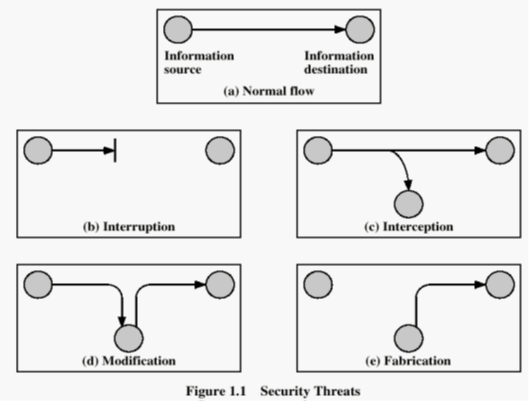 Information source
Information destination
(a) Normal flow
(b) Interruption
(c) Interception
(d) Modification
(e) Fabrication
Figure 1.1 Security Threats